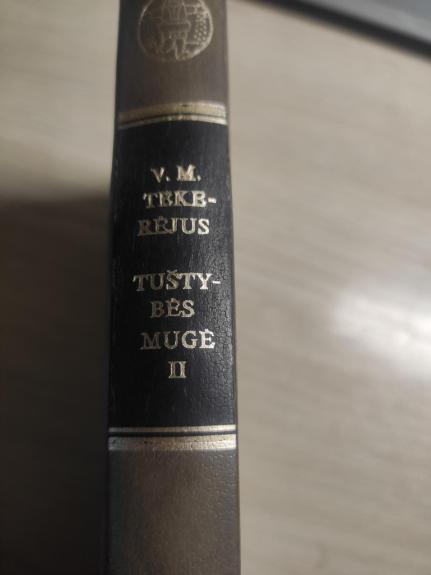 V. M.
TEKE-
RĖJUS
TUŠTY-
BĖS
MUGĖ
II